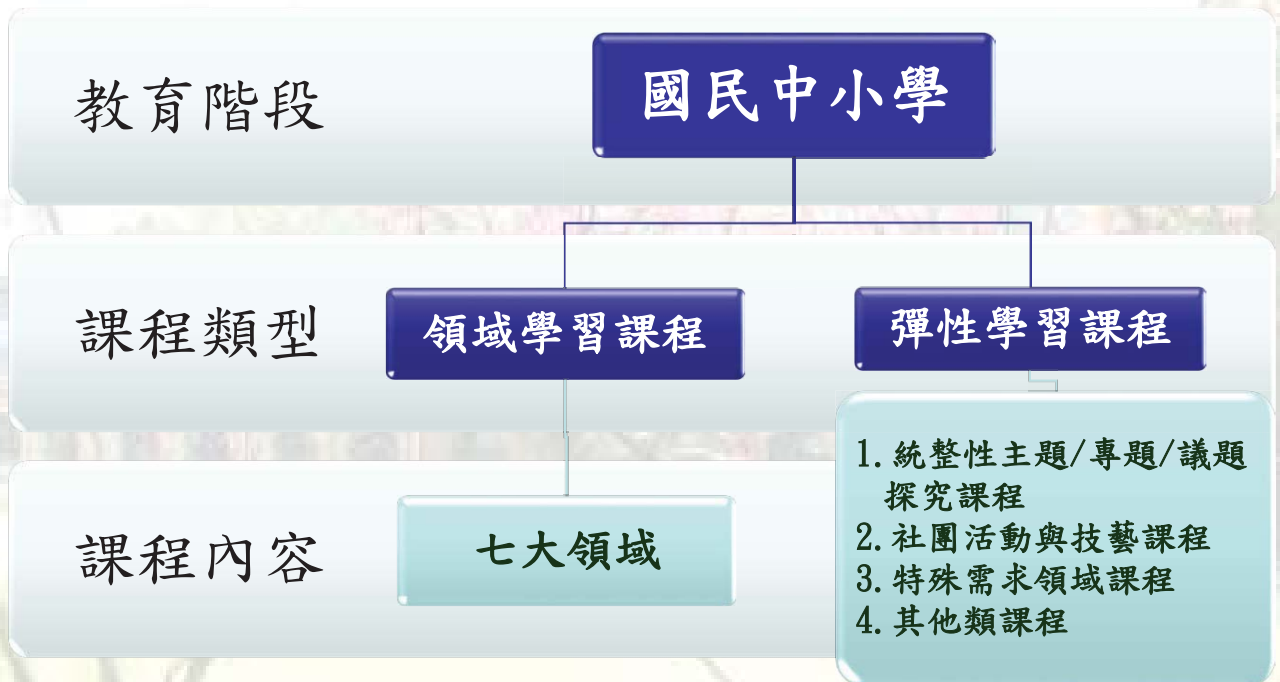 教育階段
國民中小學
課程類型
領域學習課程
彈性學習課程
課程內容
七大領域
1.統整性主題/專題/議題
探究課程
2.社團活動與技藝課程
3.特殊需求領域課程
4.其他類課程